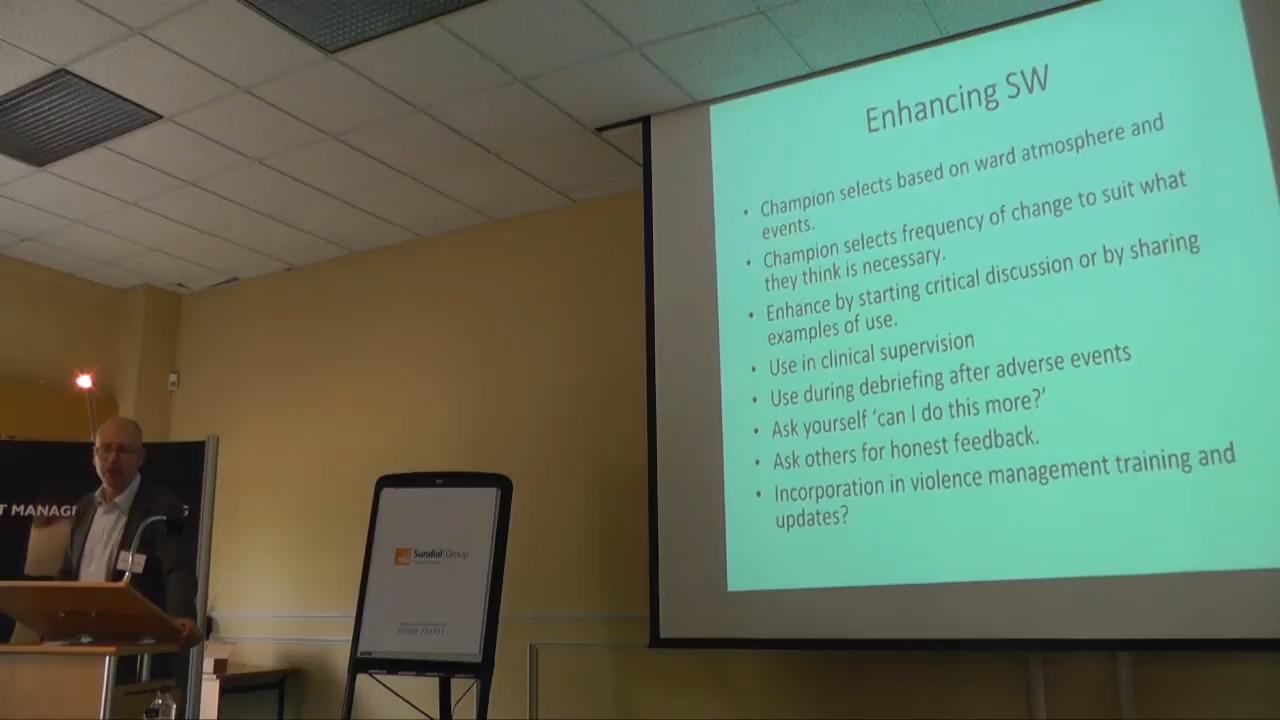 Enhancing SW
• Champion selects based on ward atmosphere and
events.
• Champion selects frequency of change to suit what
they think is necessary.
• Enhance by starting critical discussion or by sharing
examples of use.
• Use in clinical supervision
• Use during debriefing after adverse events
• Ask yourself ‘can I do this more?’
• Ask others for honest feedback.
• Incorporation in violence management training and
updates?
T MANAG
G
Sundial Group